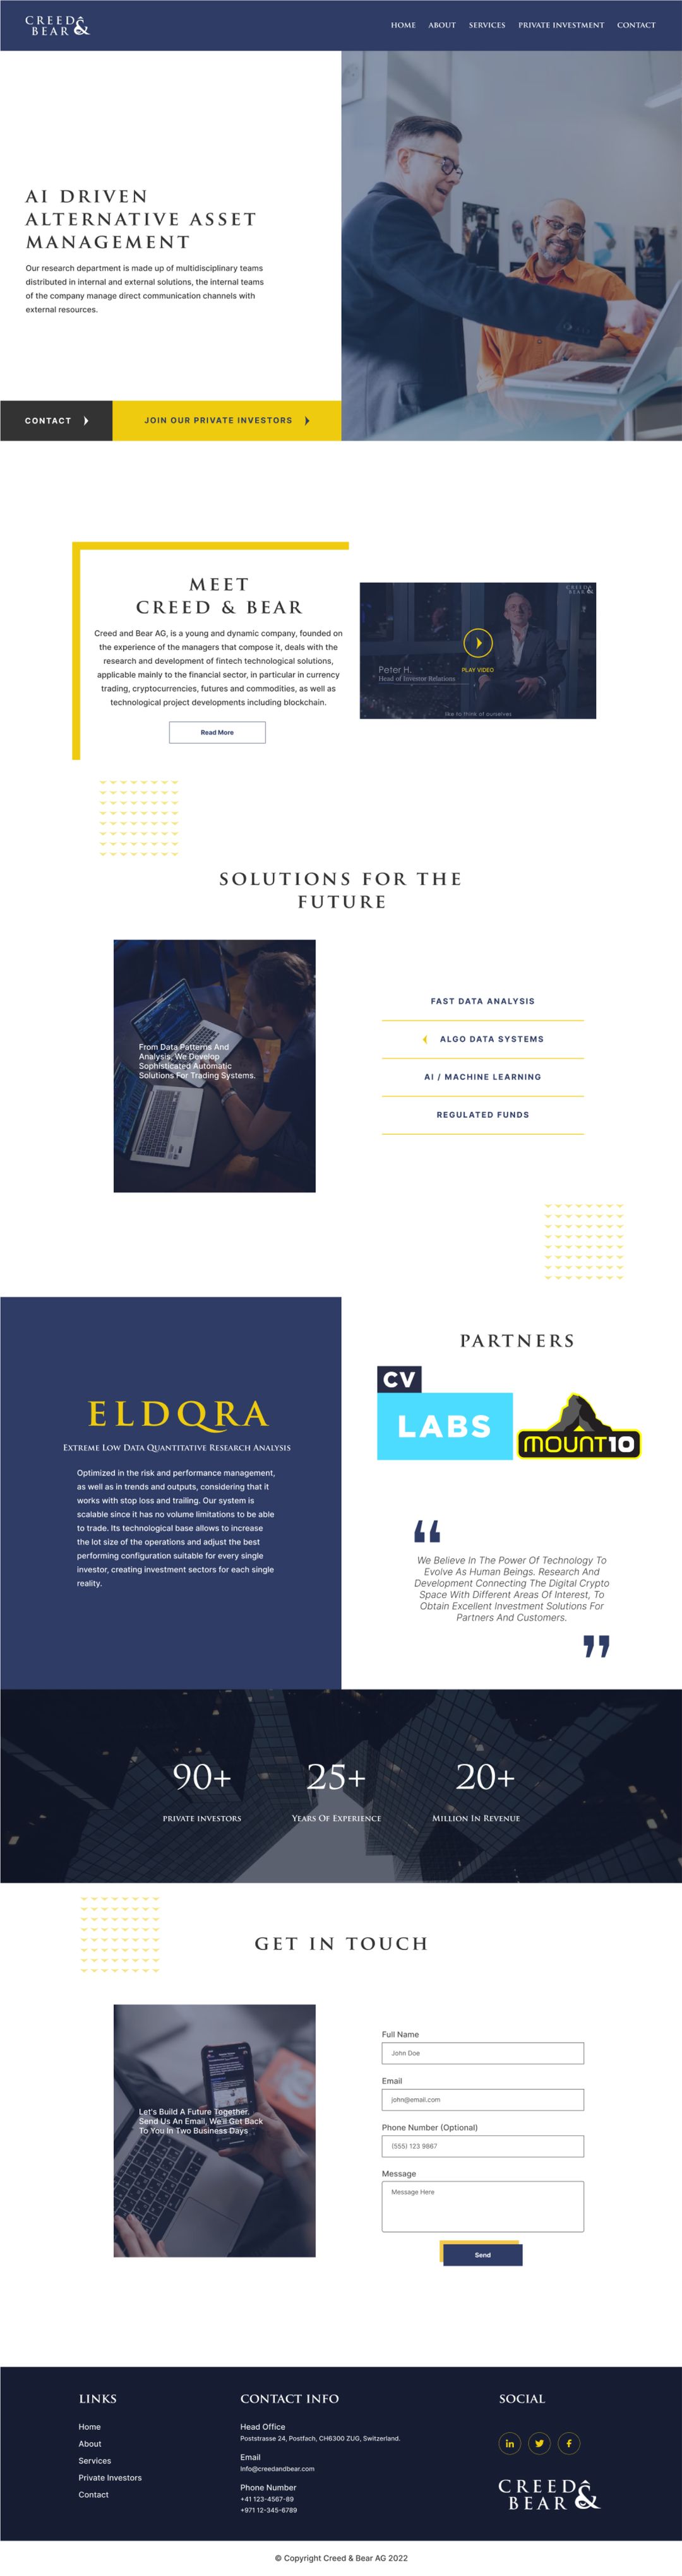 CREED
BEAR &
HOME ABOUT SERVICES PRIVATE INVESTMENT CONTACT
AI DRIVEN
ALTERNATIVE ASSET
MANAGEMENT
Our research department is made up of multidisciplinary teams
distributed in internal and external solutions, the internal teams
of the company manage direct communication channels with
external resources.
CONTACT
JOIN OUR PRIVATE INVESTORS
MEET
CREED & BEAR
Creed and Bear AG, is a young and dynamic company, founded on
the experience of the managers that compose it, deals with the
research and development of fintech technological solutions,
applicable mainly to the financial sector, in particular in currency
trading, cryptocurrencies, futures and commodities, as well as
technological project developments including blockchain.
Read More
CREED
BEAR &
Peter H.
Head of Investor Relations
PLAY VIDEO
like to think of ourselves
SOLUTIONS FOR THE
FUTURE
From Data Patterns And
Analysis, We Develop
Sophisticated Automatic
Solutions For Trading Systems.
FAST DATA ANALYSIS
ALGO DATA SYSTEMS
AI / MACHINE LEARNING
REGULATED FUNDS
ELDQRA
EXTREME LOW DATA QUANTITATIVE RESEARCH ANALYSIS
Optimized in the risk and performance management,
as well as in trends and outputs, considering that it
works with stop loss and trailing. Our system is
scalable since it has no volume limitations to be able
to trade. Its technological base allows to increase
the lot size of the operations and adjust the best
performing configuration suitable for every single
investor, creating investment sectors for each single
reality.
PARTNERS
CV
LABS
MOUNT10
“
We Believe In The Power Of Technology To
Evolve As Human Beings. Research And
Development Connecting The Digital Crypto
Space With Different Areas Of Interest, To
Obtain Excellent Investment Solutions For
Partners And Customers.
”
90+ 25+ 20+
PRIVATE INVESTORS YEARS OF EXPERIENCE MILLION IN REVENUE
GET IN TOUCH
Let's Build A Future Together.
Send Us An Email, We'll Get Back
To You In Two Business Days
Full Name
John Doe
Email
john@email.com
Phone Number (Optional)
(555) 123 9867
Message
Message Here
Send
LINKS
Home
About
Services
Private Investors
Contact
CONTACT INFO
Head Office
Poststrasse 24, Postfach, CH6300 ZUG, Switzerland.
Email
info@creedandbear.com
Phone Number
+41 123-4567-89
+971 12-345-6789
SOCIAL
in
f
CREED
BEAR &
© Copyright Creed & Bear AG 2022